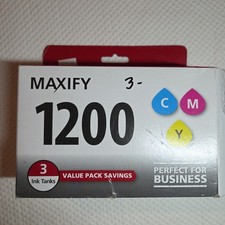 MAXIFY 3-
1200
C M
Y
3
Ink Tanks
VALUE PACK SAVINGS
PERFECT FOR
BUSINESS